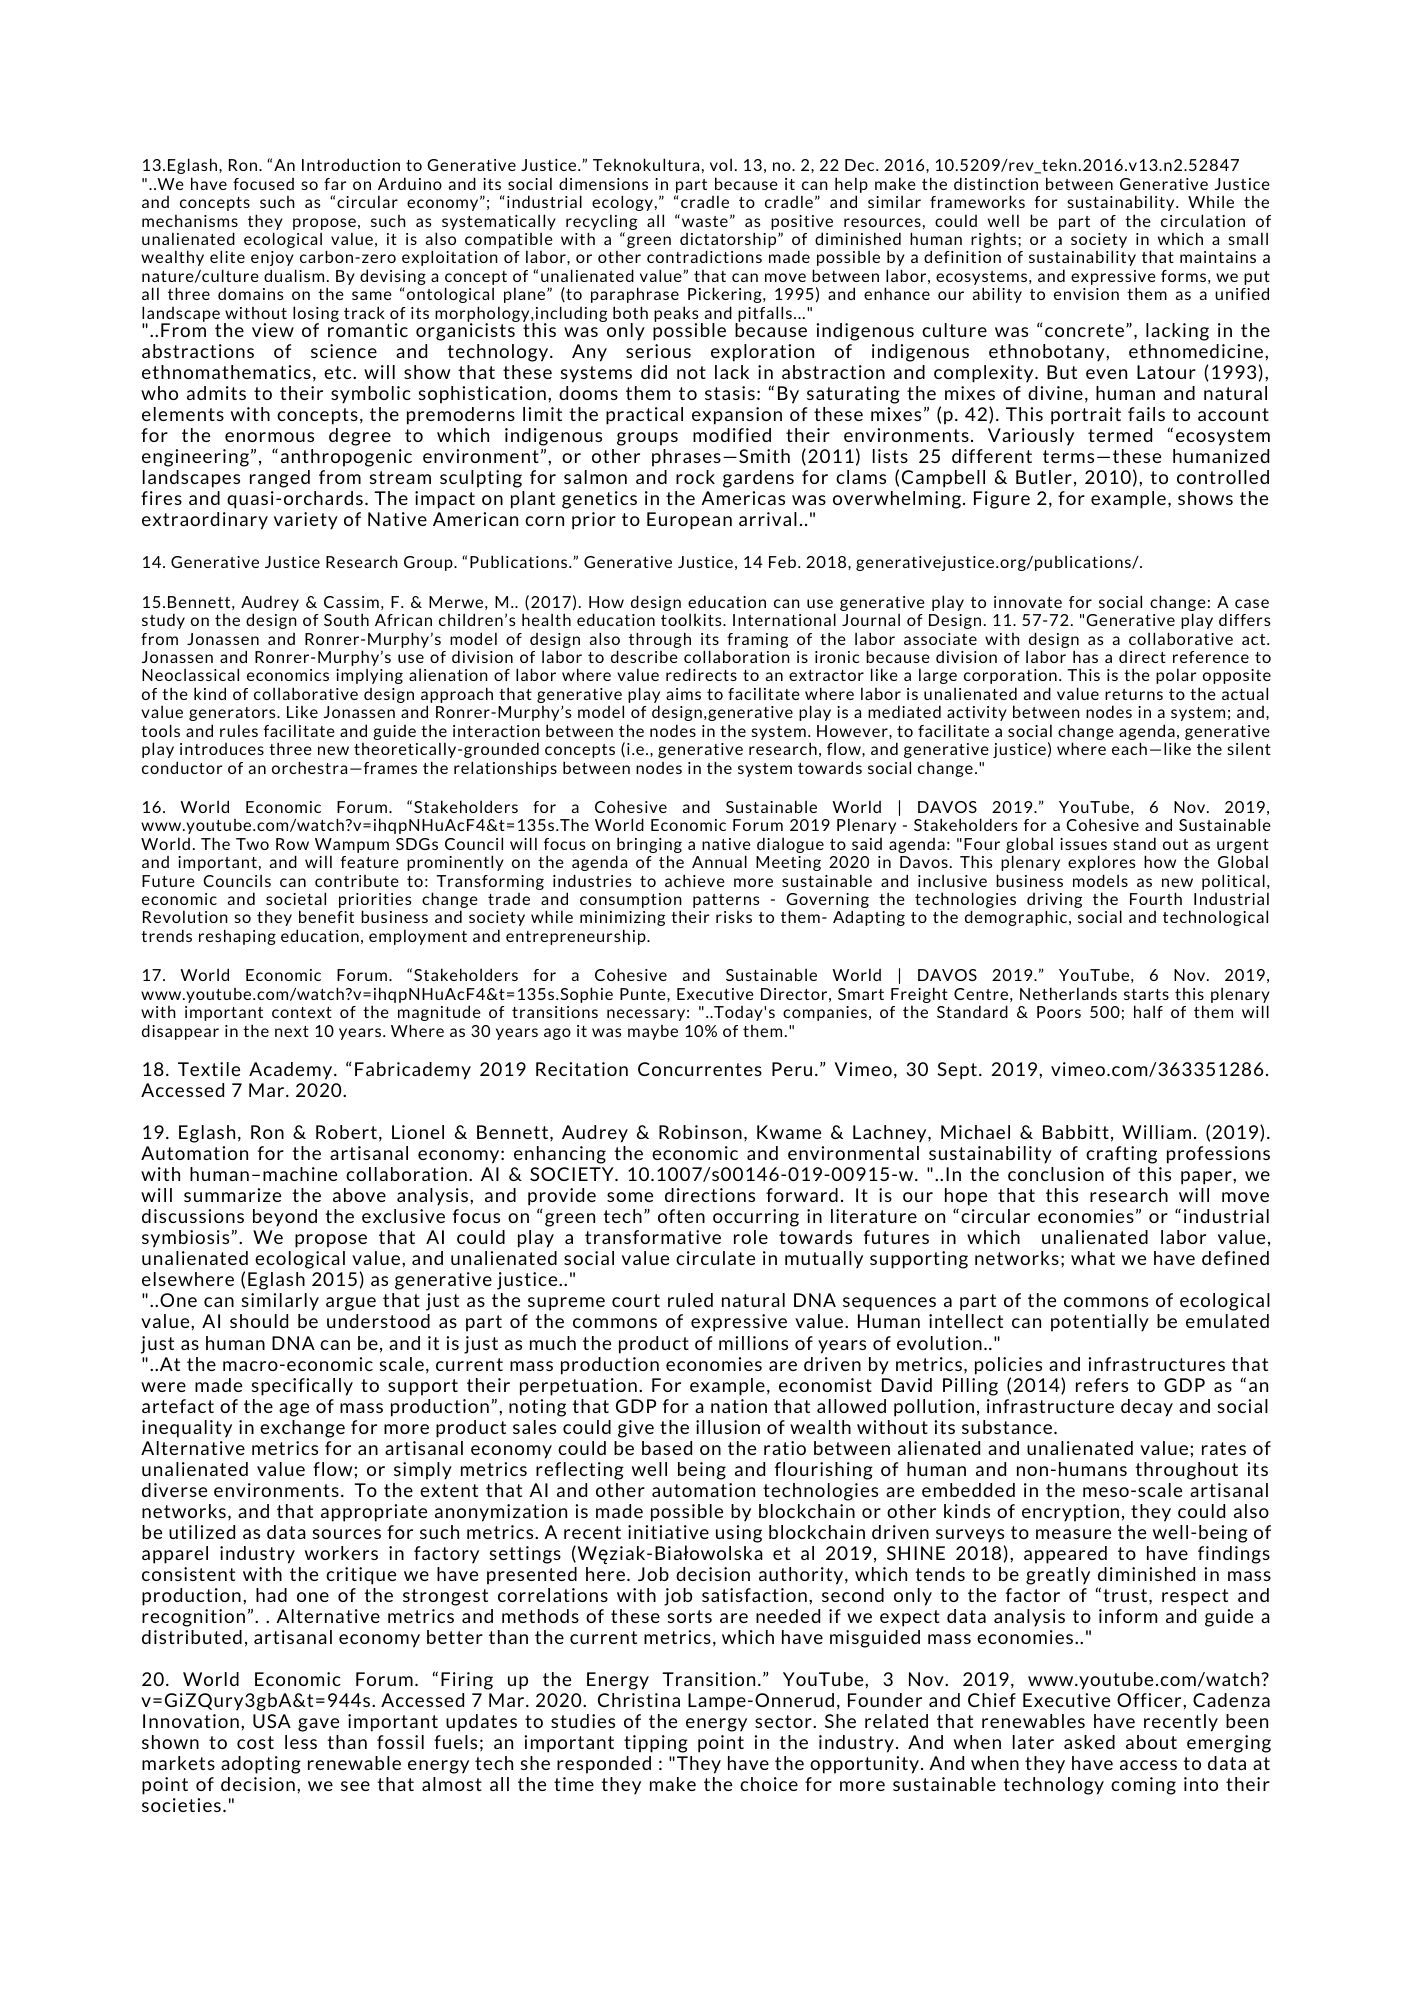 13.Eglash, Ron. “An Introduction to Generative Justice.” Teknokultura, vol. 13, no. 2, 22 Dec. 2016, 10.5209/rev_tekn.2016.v13.n2.52847
"..We have focused so far on Arduino and its social dimensions in part because it can help make the distinction between Generative Justice
and concepts such as “circular economy”; “industrial ecology,” “cradle to cradle” and similar frameworks for sustainability. While the
mechanisms they propose, such as systematically recycling all “waste” as positive resources, could well be part of the circulation of
unalienated ecological value, it is also compatible with a “green dictatorship” of diminished human rights; or a society in which a small
wealthy elite enjoy carbon-zero exploitation of labor, or other contradictions made possible by a definition of sustainability that maintains a
nature/culture dualism. By devising a concept of “unalienated value” that can move between labor, ecosystems, and expressive forms, we put
all three domains on the same “ontological plane” (to paraphrase Pickering, 1995) and enhance our ability to envision them as a unified
landscape without losing track of its morphology,including both peaks and pitfalls..."
"..From the view of romantic organicists this was only possible because indigenous culture was “concrete”, lacking in the
abstractions of science and technology. Any serious exploration of indigenous ethnobotany, ethnomedicine,
ethnomathematics, etc. will show that these systems did not lack in abstraction and complexity. But even Latour (1993),
who admits to their symbolic sophistication, dooms them to stasis: “By saturating the mixes of divine, human and natural
elements with concepts, the premoderns limit the practical expansion of these mixes” (p. 42). This portrait fails to account
for the enormous degree to which indigenous groups modified their environments. Variously termed “ecosystem
engineering”, “anthropogenic environment”, or other phrases—Smith (2011) lists 25 different terms—these humanized
landscapes ranged from stream sculpting for salmon and rock gardens for clams (Campbell & Butler, 2010), to controlled
fires and quasi-orchards. The impact on plant genetics in the Americas was overwhelming. Figure 2, for example, shows the
extraordinary variety of Native American corn prior to European arrival.."
14. Generative Justice Research Group. “Publications.” Generative Justice, 14 Feb. 2018, generativejustice.org/publications/.
15.Bennett, Audrey & Cassim, F. & Merwe, M.. (2017). How design education can use generative play to innovate for social change: A case
study on the design of South African children’s health education toolkits. International Journal of Design. 11. 57-72. "Generative play differs
from Jonassen and Ronrer-Murphy’s model of design also through its framing of the labor associate with design as a collaborative act.
Jonassen and Ronrer-Murphy’s use of division of labor to describe collaboration is ironic because division of labor has a direct reference to
Neoclassical economics implying alienation of labor where value redirects to an extractor like a large corporation. This is the polar opposite
of the kind of collaborative design approach that generative play aims to facilitate where labor is unalienated and value returns to the actual
value generators. Like Jonassen and Ronrer-Murphy’s model of design,generative play is a mediated activity between nodes in a system; and,
tools and rules facilitate and guide the interaction between the nodes in the system. However, to facilitate a social change agenda, generative
play introduces three new theoretically-grounded concepts (i.e., generative research, flow, and generative justice) where each—like the silent
conductor of an orchestra—frames the relationships between nodes in the system towards social change."
16. World Economic Forum. “Stakeholders for a Cohesive and Sustainable World | DAVOS 2019.” YouTube, 6 Nov. 2019,
www.youtube.com/watch?v=ihqpNHuAcF4&t=135s.The World Economic Forum 2019 Plenary - Stakeholders for a Cohesive and Sustainable
World. The Two Row Wampum SDGs Council will focus on bringing a native dialogue to said agenda: "Four global issues stand out as urgent
and important, and will feature prominently on the agenda of the Annual Meeting 2020 in Davos. This plenary explores how the Global
Future Councils can contribute to: Transforming industries to achieve more sustainable and inclusive business models as new political,
economic and societal priorities change trade and consumption patterns - Governing the technologies driving the Fourth Industrial
Revolution so they benefit business and society while minimizing their risks to them- Adapting to the demographic, social and technological
trends reshaping education, employment and entrepreneurship.
17. World Economic Forum. “Stakeholders for a Cohesive and Sustainable World | DAVOS 2019.” YouTube, 6 Nov. 2019,
www.youtube.com/watch?v=ihqpNHuAcF4&t=135s.Sophie Punte, Executive Director, Smart Freight Centre, Netherlands starts this plenary
with important context of the magnitude of transitions necessary: "..Today's companies, of the Standard & Poors 500; half of them will
disappear in the next 10 years. Where as 30 years ago it was maybe 10% of them."
18. Textile Academy. “Fabricademy 2019 Recitation Concurrentes Peru.” Vimeo, 30 Sept. 2019, vimeo.com/363351286.
Accessed 7 Mar. 2020.
19. Eglash, Ron & Robert, Lionel & Bennett, Audrey & Robinson, Kwame & Lachney, Michael & Babbitt, William. (2019).
Automation for the artisanal economy: enhancing the economic and environmental sustainability of crafting professions
with human–machine collaboration. AI & SOCIETY. 10.1007/s00146-019-00915-w. "..In the conclusion of this paper, we
will summarize the above analysis, and provide some directions forward. It is our hope that this research will move
discussions beyond the exclusive focus on “green tech” often occurring in literature on “circular economies” or “industrial
symbiosis”. We propose that AI could play a transformative role towards futures in which  unalienated labor value,
unalienated ecological value, and unalienated social value circulate in mutually supporting networks; what we have defined
elsewhere (Eglash 2015) as generative justice.."
"..One can similarly argue that just as the supreme court ruled natural DNA sequences a part of the commons of ecological
value, AI should be understood as part of the commons of expressive value. Human intellect can potentially be emulated
just as human DNA can be, and it is just as much the product of millions of years of evolution.."
"..At the macro-economic scale, current mass production economies are driven by metrics, policies and infrastructures that
were made specifically to support their perpetuation. For example, economist David Pilling (2014) refers to GDP as “an
artefact of the age of mass production”, noting that GDP for a nation that allowed pollution, infrastructure decay and social
inequality in exchange for more product sales could give the illusion of wealth without its substance.
Alternative metrics for an artisanal economy could be based on the ratio between alienated and unalienated value; rates of
unalienated value flow; or simply metrics reflecting well being and flourishing of human and non-humans throughout its
diverse environments. To the extent that AI and other automation technologies are embedded in the meso-scale artisanal
networks, and that appropriate anonymization is made possible by blockchain or other kinds of encryption, they could also
be utilized as data sources for such metrics. A recent initiative using blockchain driven surveys to measure the well-being of
apparel industry workers in factory settings (Węziak-Białowolska et al 2019, SHINE 2018), appeared to have findings
consistent with the critique we have presented here. Job decision authority, which tends to be greatly diminished in mass
production, had one of the strongest correlations with job satisfaction, second only to the factor of “trust, respect and
recognition”. . Alternative metrics and methods of these sorts are needed if we expect data analysis to inform and guide a
distributed, artisanal economy better than the current metrics, which have misguided mass economies.."
20. World Economic Forum. “Firing up the Energy Transition.” YouTube, 3 Nov. 2019, www.youtube.com/watch?
v=GiZQury3gbA&t=944s. Accessed 7 Mar. 2020.  Christina Lampe-Onnerud, Founder and Chief Executive Officer, Cadenza
Innovation, USA gave important updates to studies of the energy sector. She related that renewables have recently been
shown to cost less than fossil fuels; an important tipping point in the industry. And when later asked about emerging
markets adopting renewable energy tech she responded : "They have the opportunity. And when they have access to data at
point of decision, we see that almost all the time they make the choice for more sustainable technology coming into their
societies."